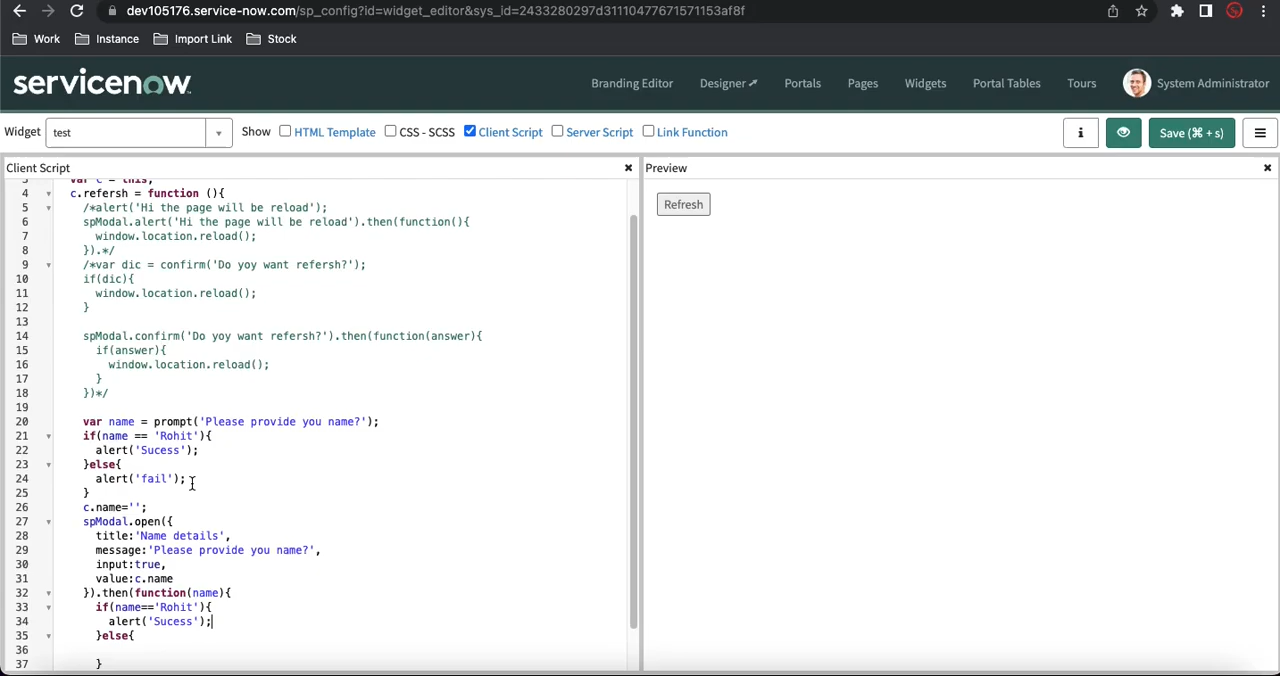 dev105176.service-now.com/sp_config?id=widget_editor&sys_id=2433280297d31110477671571153af8f
Work Instance Import Link Stock
servicenow Branding Editor Designer Portals Pages Widgets Portal Tables Tours System Administrator
Widget test Show HTML Template CSS - SCSS Client Script Server Script Link Function i Save (⌘ + s)
Client Script
3 var c = this;
4 c.refersh = function (){
5 /*alert('Hi the page will be reload');
6 spModal.alert('Hi the page will be reload').then(function(){
7 window.location.reload();
8 }).*/
9 /*var dic = confirm('Do yoy want refersh?');
10 if(dic){
11 window.location.reload();
12 }
13
14 spModal.confirm('Do yoy want refersh?').then(function(answer){
15 if(answer){
16 window.location.reload();
17 }
18 })*/
19
20 var name = prompt('Please provide you name?');
21 if(name == 'Rohit'){
22 alert('Sucess');
23 }else{
24 alert('fail');
25 }
26 c.name='';
27 spModal.open({
28 title:'Name details',
29 message:'Please provide you name?',
30 input:true,
31 value:c.name
32 }).then(function(name){
33 if(name=='Rohit'){
34 alert('Sucess');
35 }else{
36
37 }
Preview
Refresh